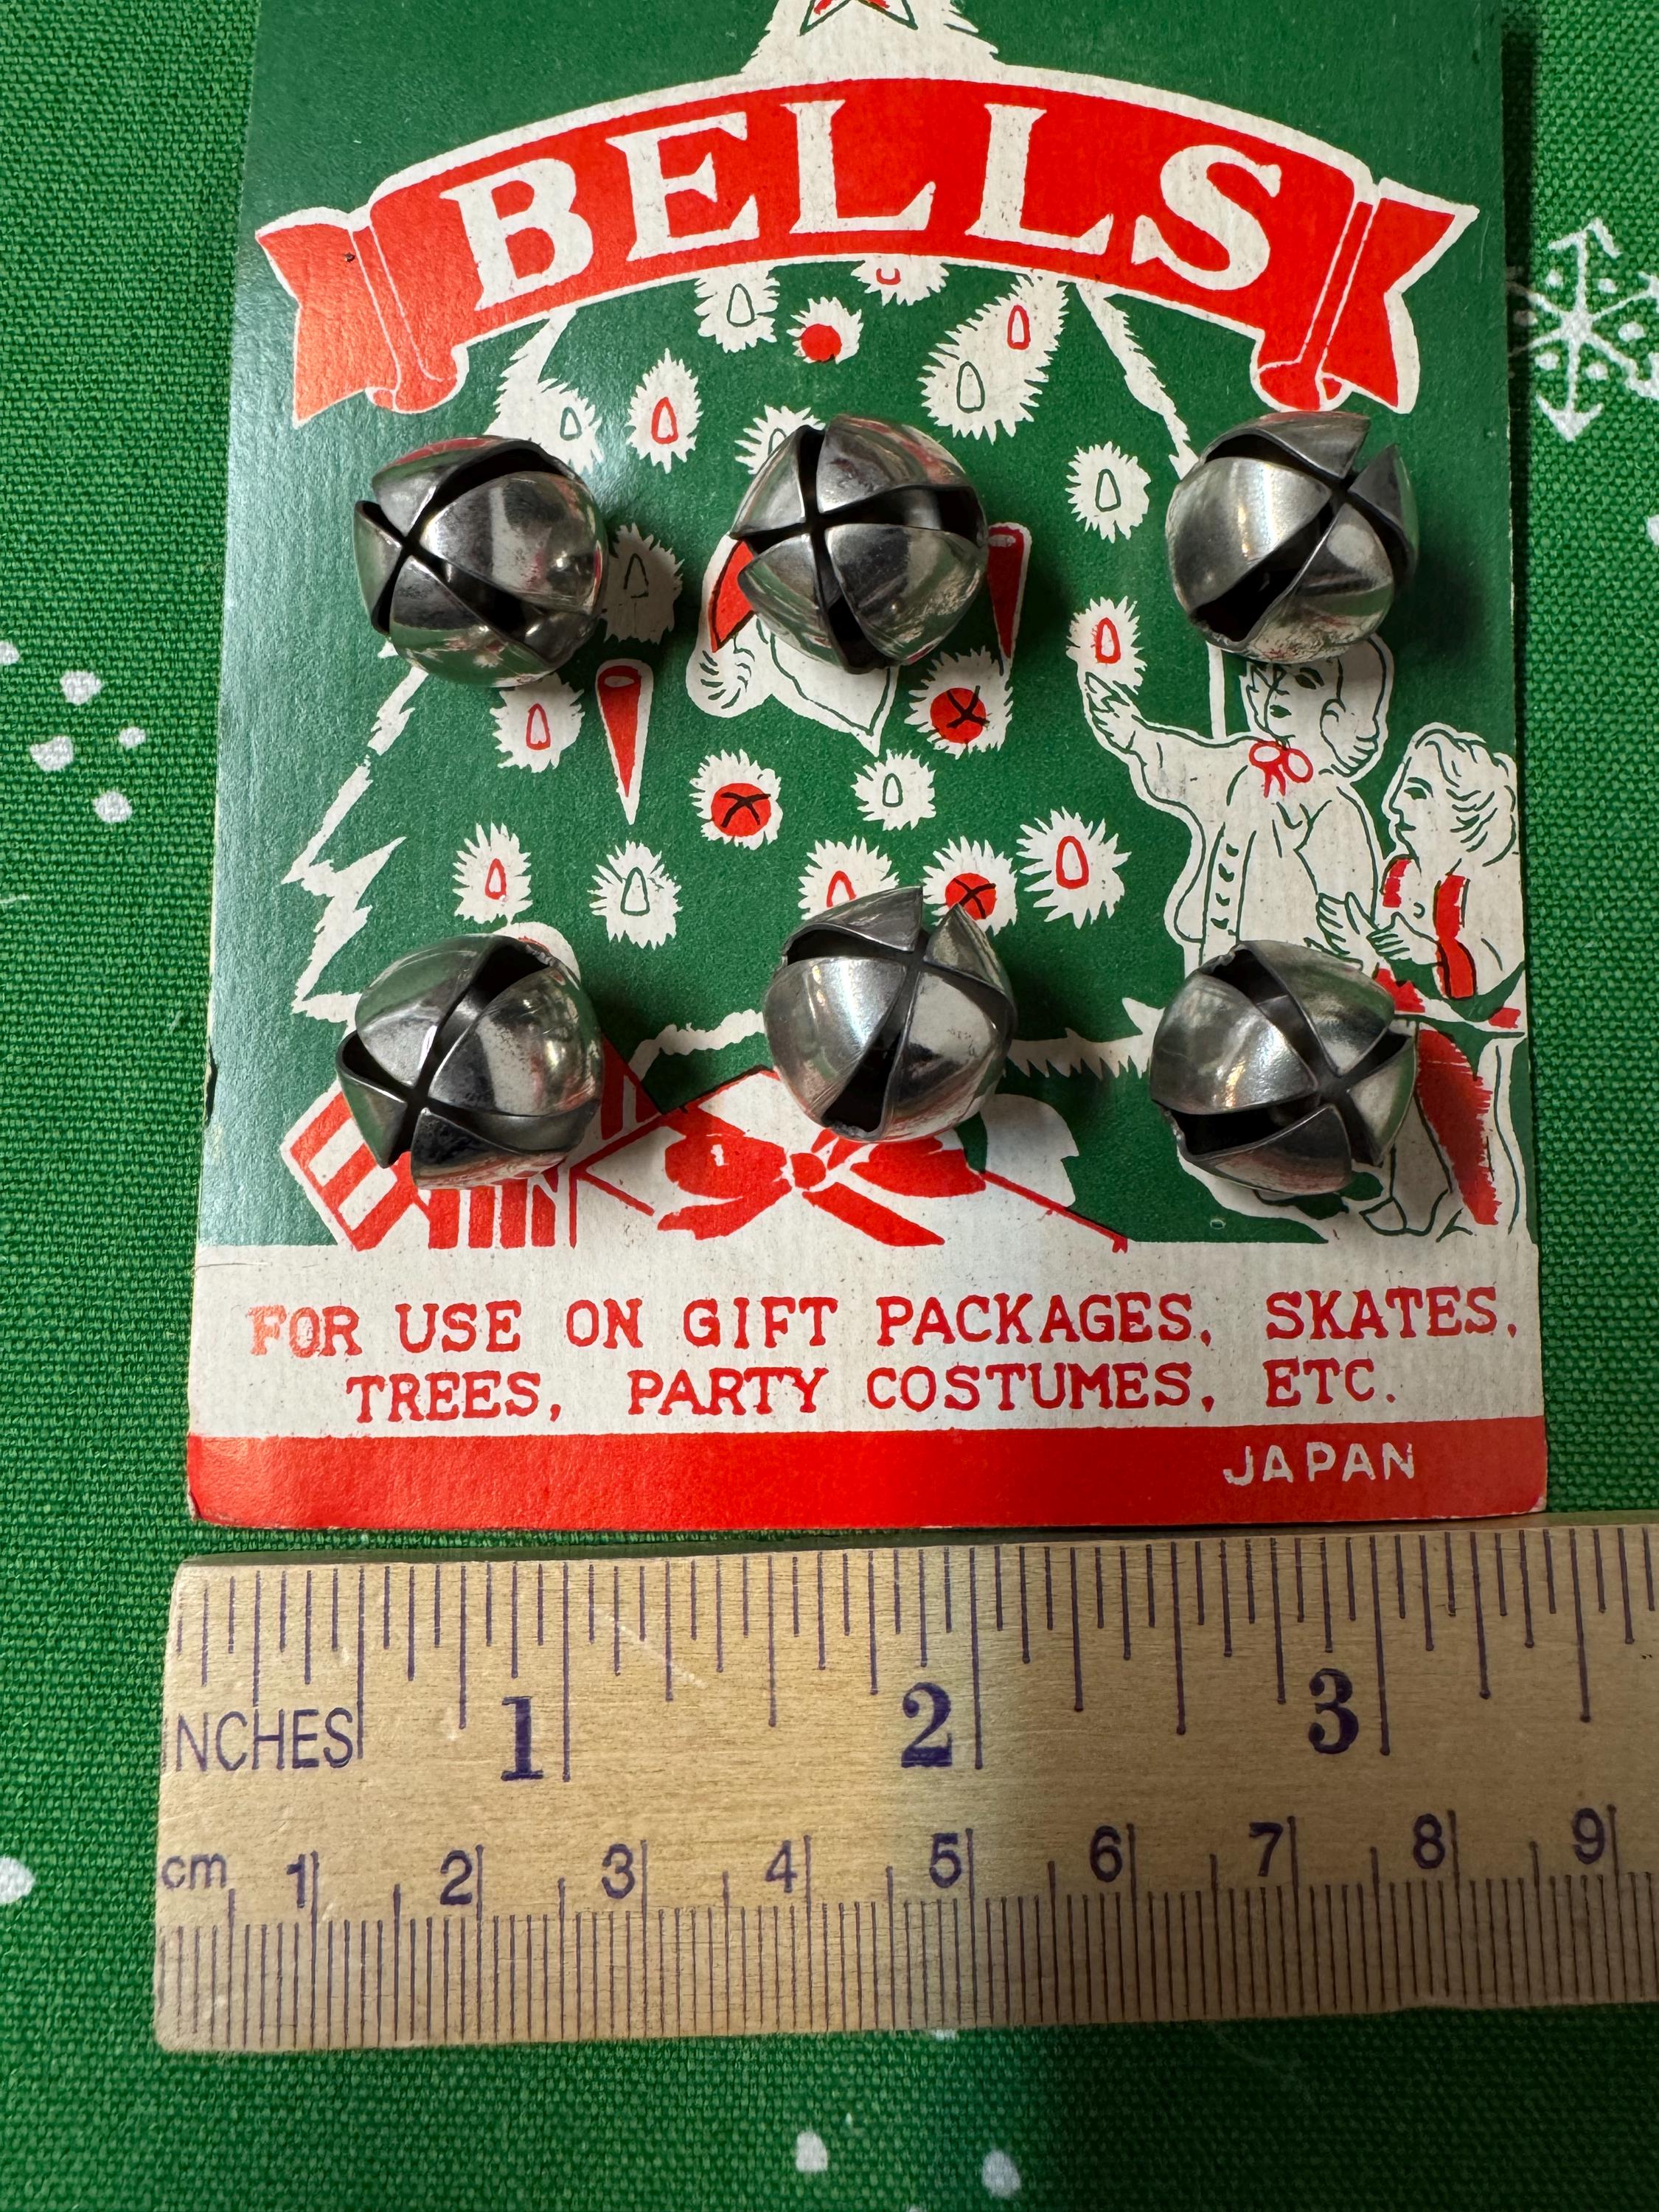 BELLS
FOR USE ON GIFT PACKAGES, SKATES,
TREES, PARTY COSTUMES, ETC.
JAPAN
1 2 3
INCHES
cm 1 2 3 4 5 6 7 8 9